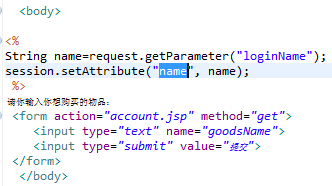 <body>
<%
String name=request.getParameter("loginName");
session.setAttribute("name", name);
%>
请你输入你想购买的物品：
<form action="account.jsp" method="get">
<input type="text" name="goodsName">
<input type="submit" value="提交">
</form>
</body>